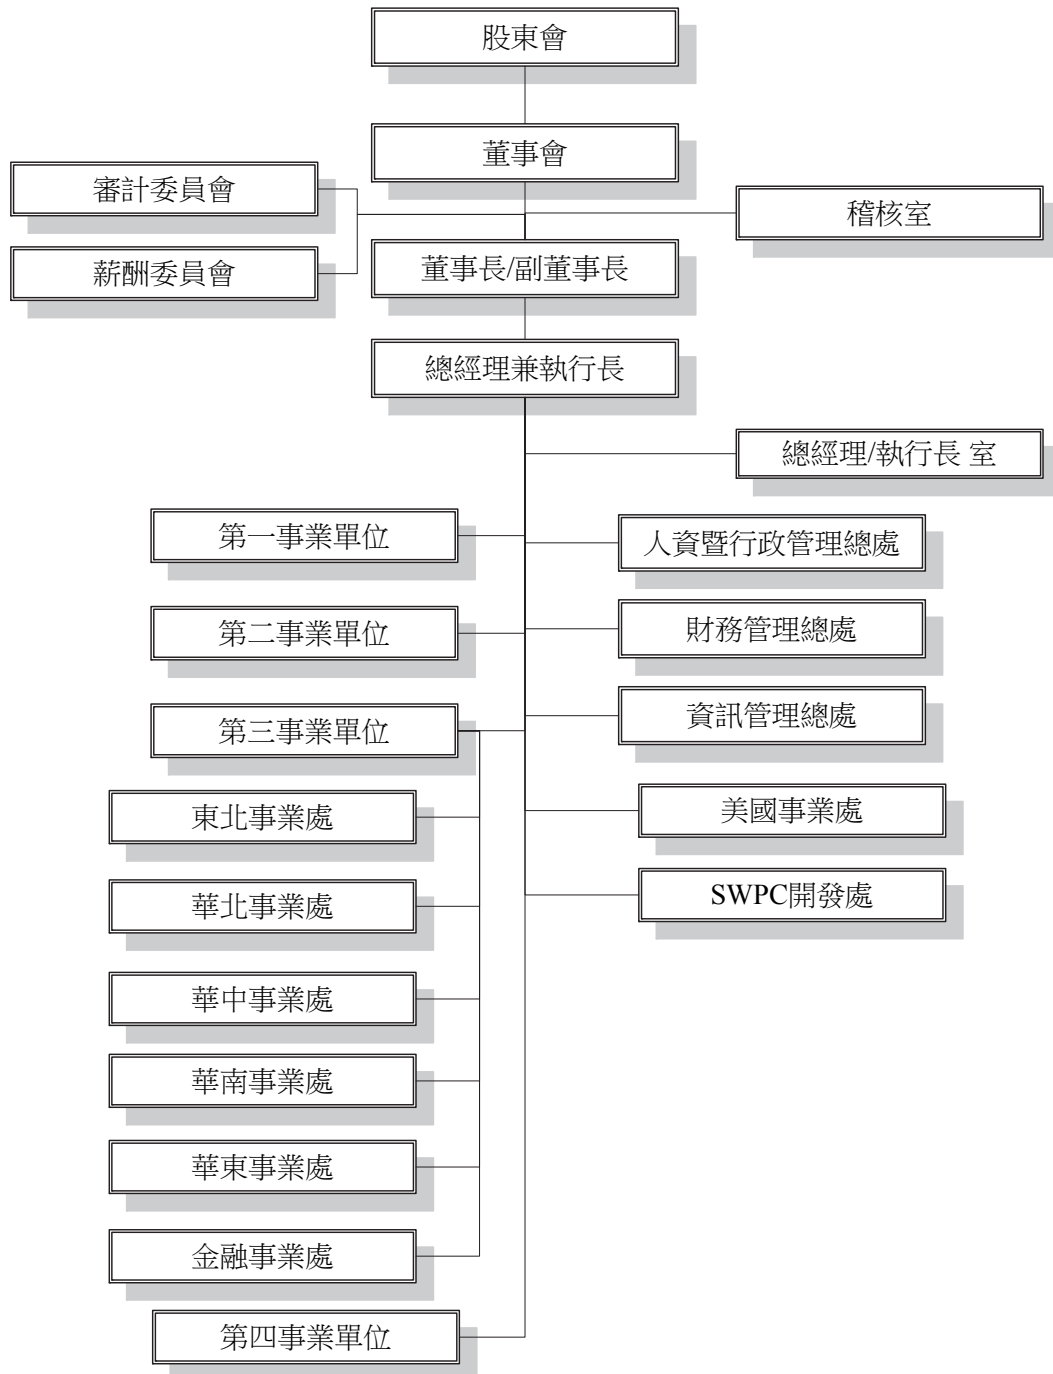 股東會
董事會
審計委員會
稽核室
薪酬委員會
董事長/副董事長
總經理兼執行長
總經理/執行長 室
第一事業單位
人資暨行政管理總處
第二事業單位
財務管理總處
第三事業單位
資訊管理總處
東北事業處
美國事業處
華北事業處
SWPC開發處
華中事業處
華南事業處
華東事業處
金融事業處
第四事業單位